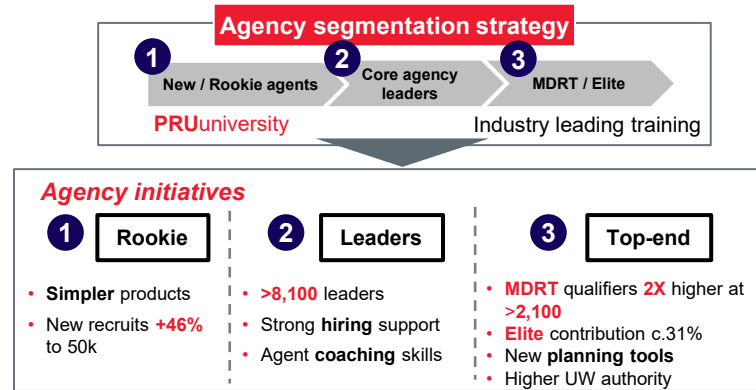 Agency segmentation strategy
1
2
3
New / Rookie agents
Core agency
leaders
MDRT / Elite
PRUuniversity
Industry leading training
Agency initiatives
1
Rookie
2
Leaders
3
Top-end
• Simpler products
• New recruits +46%
to 50k
• >8,100 leaders
• Strong hiring support
• Agent coaching skills
• MDRT qualifiers 2X higher at
>2,100
• Elite contribution c.31%
• New planning tools
• Higher UW authority